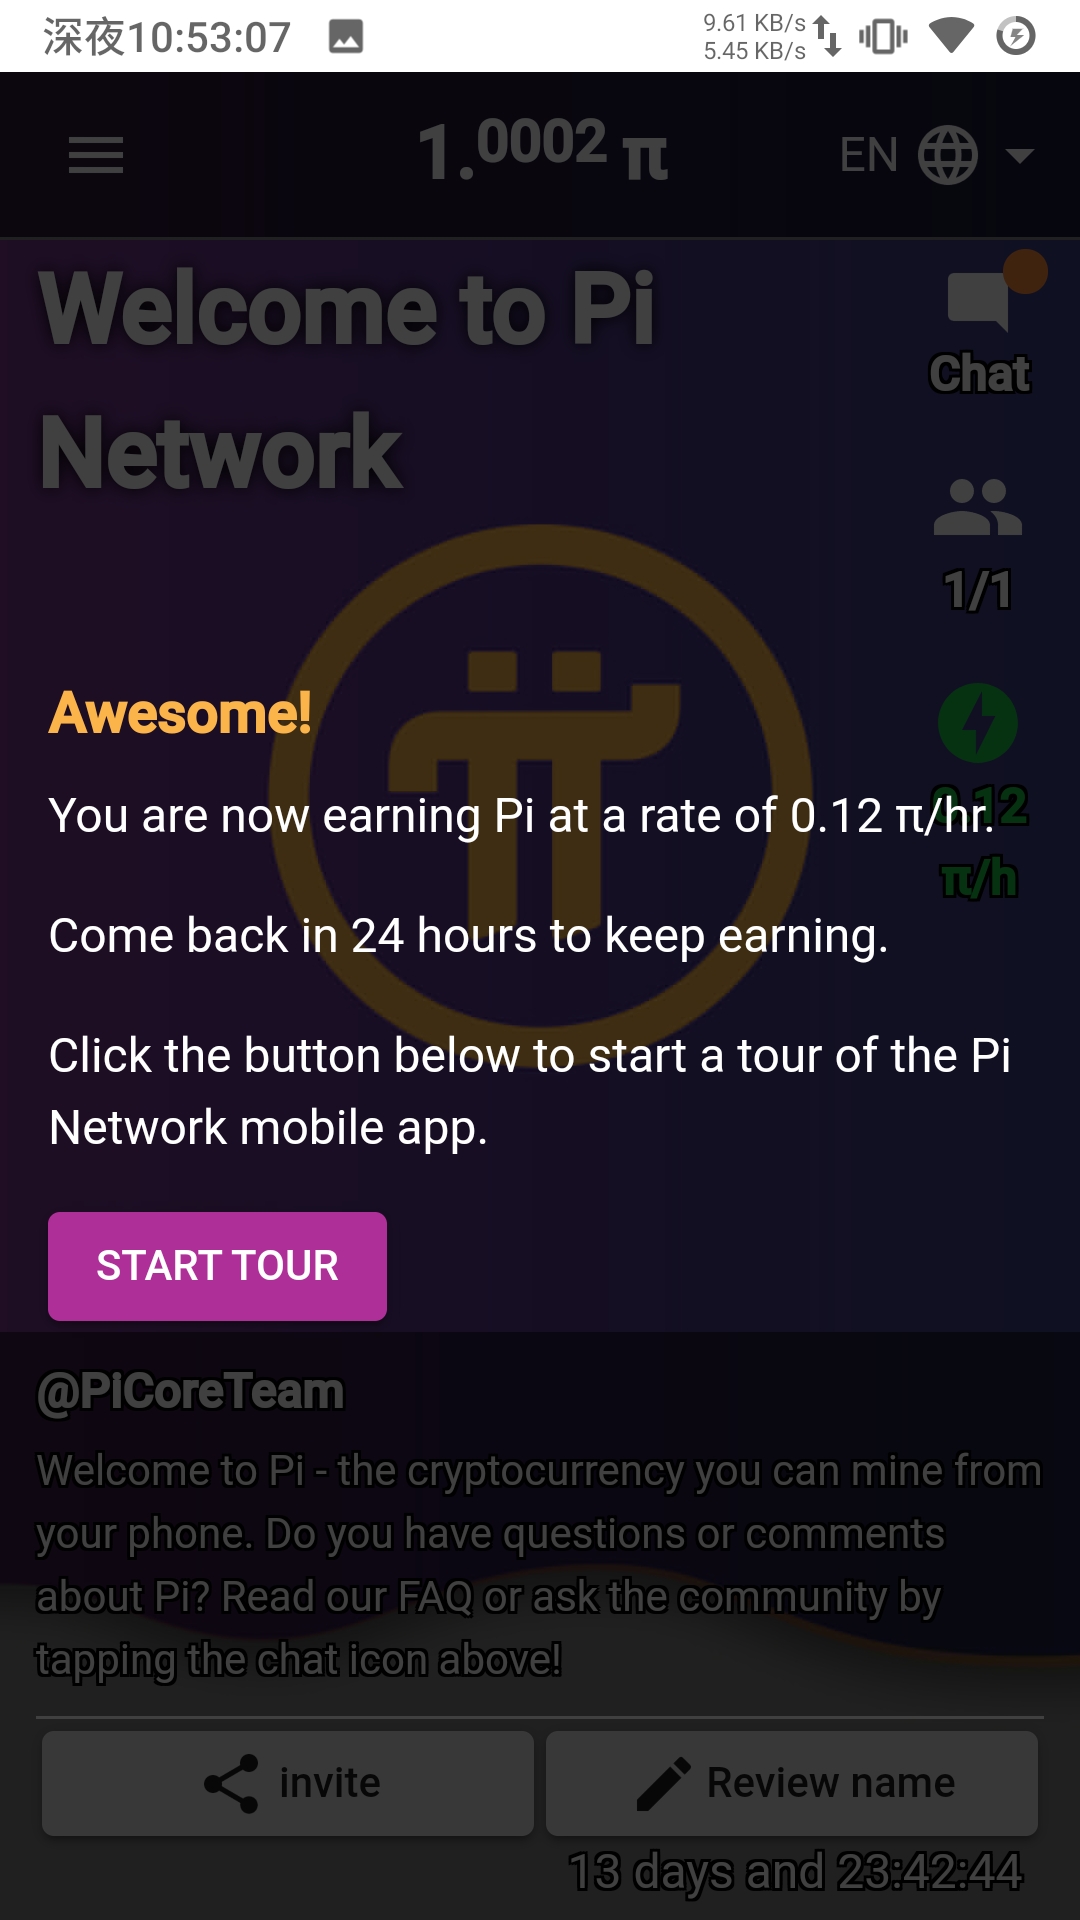 深夜10:53:07
9.61 KB/s
5.45 KB/s
1.0002 π
EN
Welcome to Pi
Network
Chat
1/1
Awesome!
0.12
π/h
You are now earning Pi at a rate of 0.12 π/hr.
Come back in 24 hours to keep earning.
Click the button below to start a tour of the Pi
Network mobile app.
START TOUR
@PiCoreTeam
Welcome to Pi - the cryptocurrency you can mine from
your phone. Do you have questions or comments
about Pi? Read our FAQ or ask the community by
tapping the chat icon above!
invite
Review name
13 days and 23:42:44